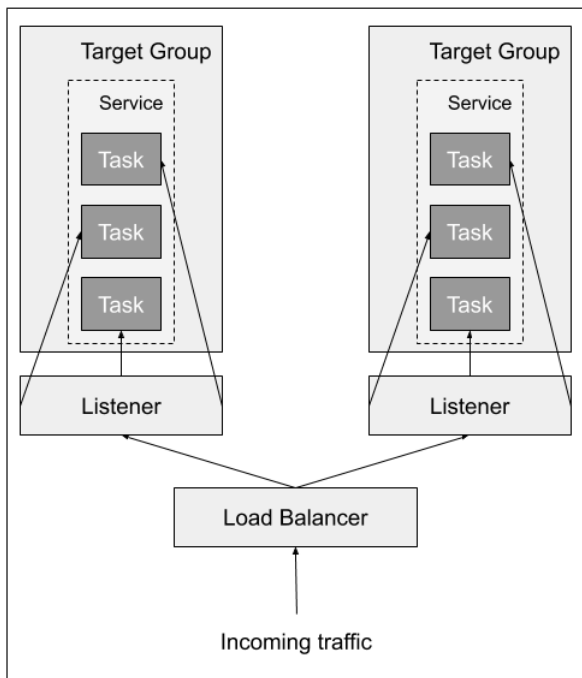 Target Group
Service
Task
Task
Task
Listener
Target Group
Service
Task
Task
Task
Listener
Load Balancer
Incoming traffic